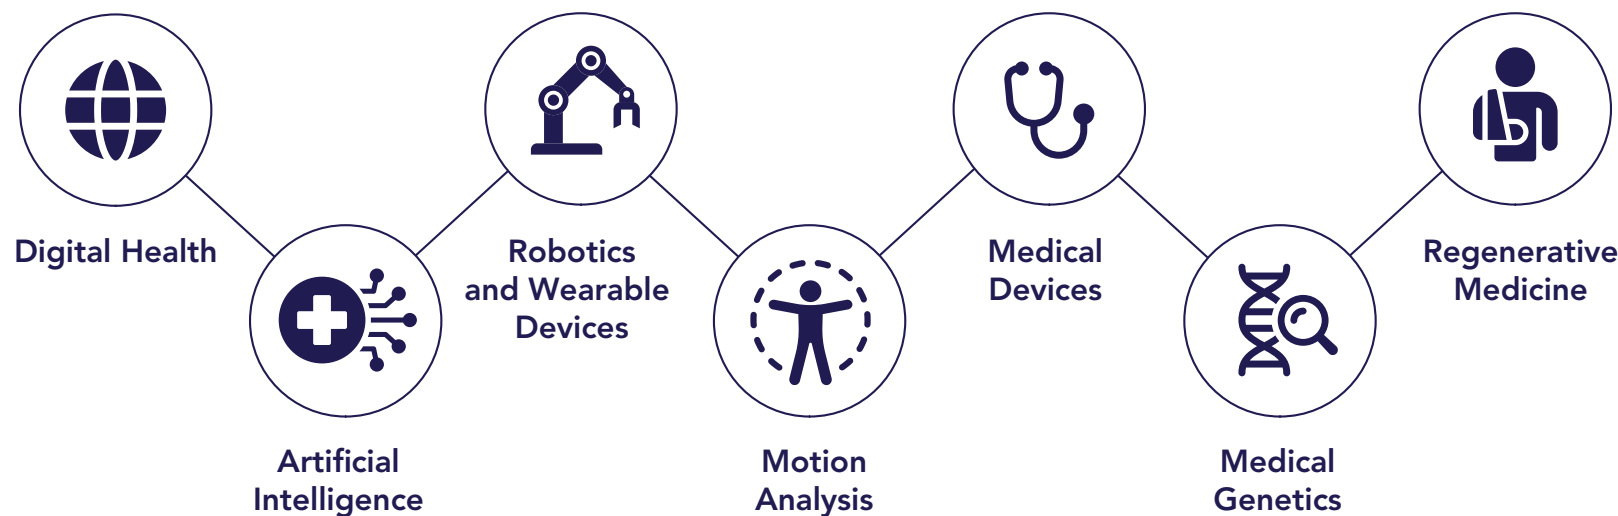 Digital Health
Artificial
Intelligence
Robotics
and Wearable
Devices
Motion
Analysis
Medical
Devices
Medical
Genetics
Regenerative
Medicine